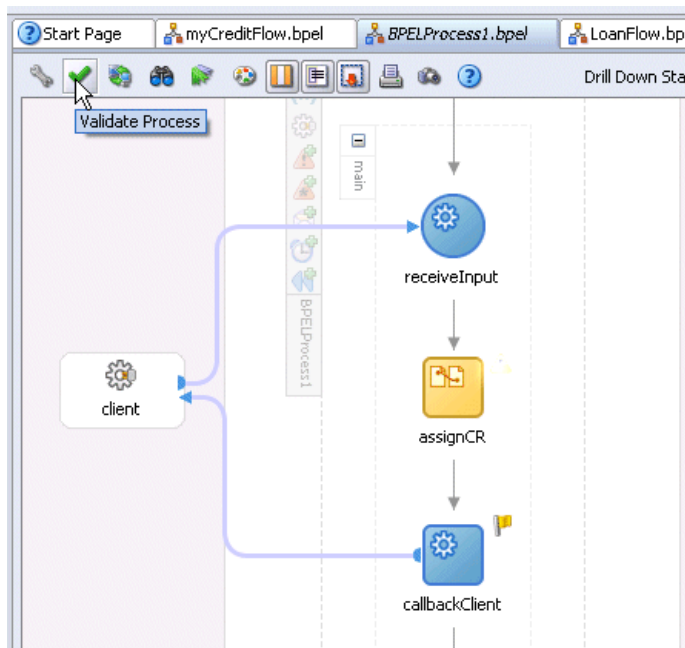 Start Page myCreditFlow.bpel BPELProcess1.bpel LoanFlow.bp
Drill Down Sta
Validate Process
main
receiveInput
BPELProcess1
client
assignCR
callbackClient